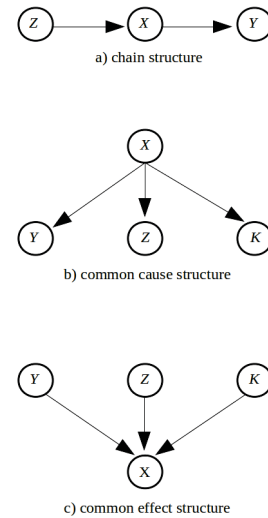 Z X Y
a) chain structure
X
Y Z K
b) common cause structure
Y Z K
X
c) common effect structure